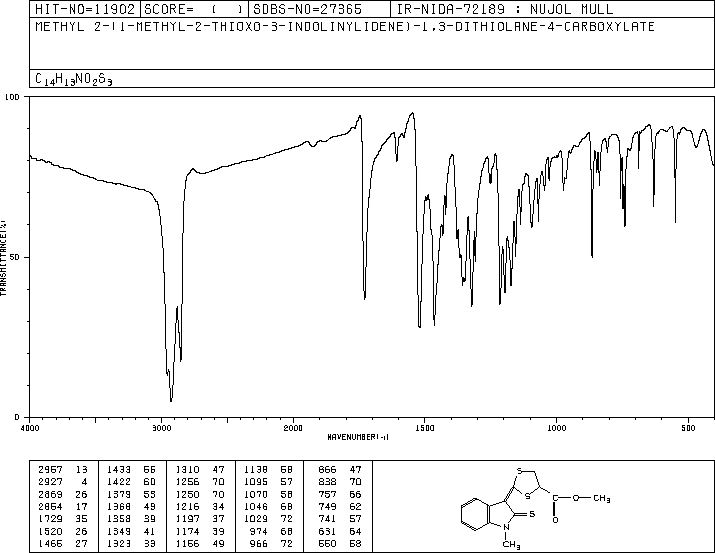 HIT-NO=11902 SCORE= ( ) SDBS-NO=27365 IR-NIDA-72189 : NUJOL MULL
METHYL 2-(1-METHYL-2-THIOXO-3-INDOLINYLIDENE)-1,3-DITHIOLANE-4-CARBOXYLATE
C14H13NO2S3
100
TRANSMITTANCE(%)
50
0
4000 3000 2000 1500 1000 500
WAVENUMBER(-1)
2957 13 1433 55 1310 47 1138 58 866 47
2927 4 1422 60 1256 70 1095 57 838 70
2869 26 1379 55 1250 70 1070 58 757 66
2854 17 1368 49 1216 34 1046 68 749 62
1729 35 1358 39 1197 37 1029 72 741 57
1520 26 1349 41 1174 39 974 68 631 64
1465 27 1323 33 1156 49 966 72 550 58
S
S
C—O—CH3
O
S
N
CH3